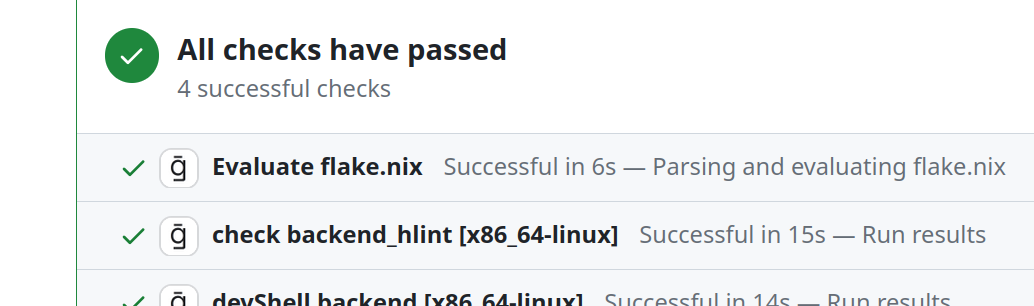 All checks have passed
4 successful checks
ḡ Evaluate flake.nix Successful in 6s — Parsing and evaluating flake.nix
ḡ check backend_hlint [x86_64-linux] Successful in 15s — Run results
ḡ devShell backend [x86_64-linux] Successful in 14s — Run results